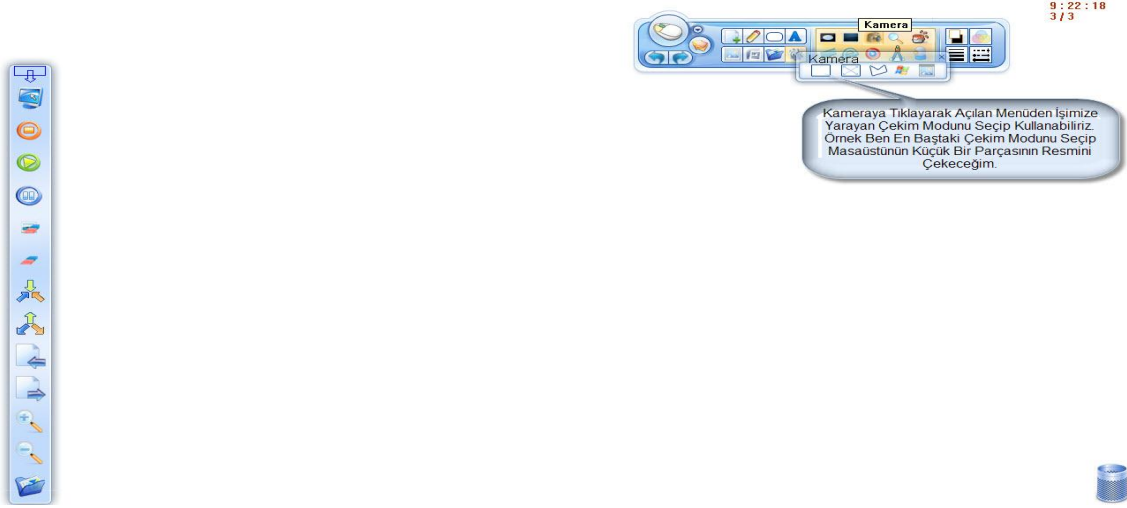 9 : 22 : 18
3 / 3
Kamera
Kamera
Kameraya Tıklayarak Açılan Menüden İşimize
Yarayan Çekim Modunu Seçip Kullanabiliriz.
Örnek Ben En Baştaki Çekim Modunu Seçip
Masaüstünün Küçük Bir Parçasının Resmini
Çekeceğim.